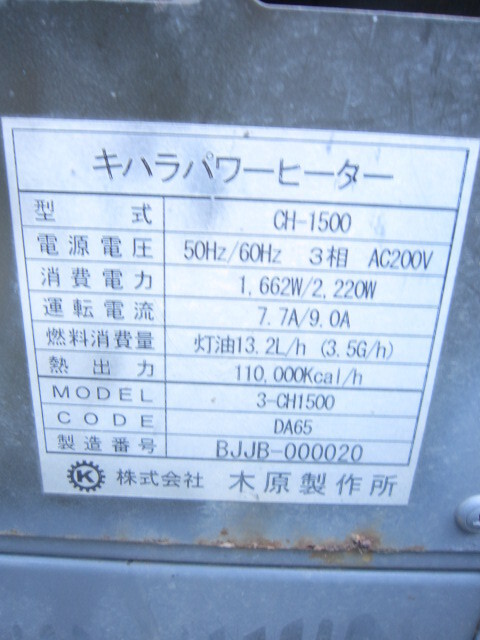 キハラパワーヒーター
型式 CH-1500
電源電圧 50Hz/60Hz 3相 AC200V
消費電力 1,662W/2,220W
運転電流 7.7A/9.0A
燃料消費量 灯油13.2L/h (3.5G/h)
熱出力 110,000Kcal/h
MODEL 3-CH1500
CODE DA65
製造番号 BJJB-000020
K 株式会社 木原製作所